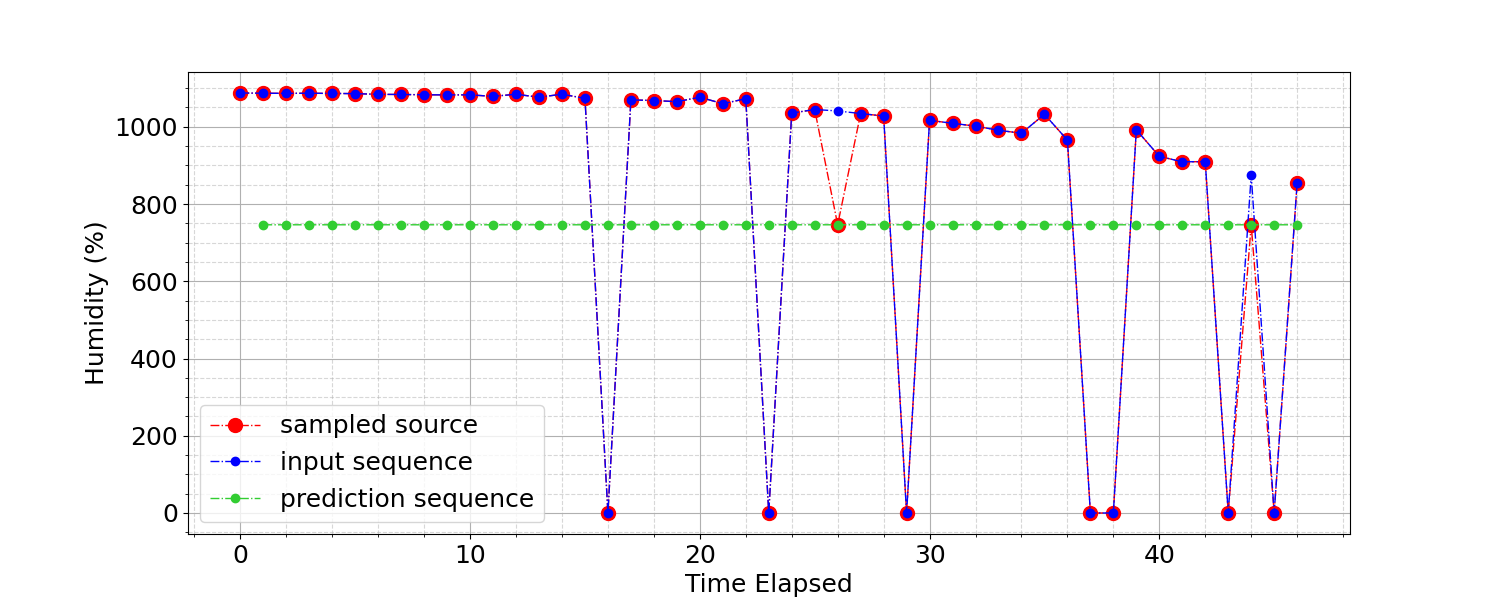 Humidity (%)
1000
800
600
400
200
0
sampled source
input sequence
prediction sequence
0 10 20 30 40
Time Elapsed